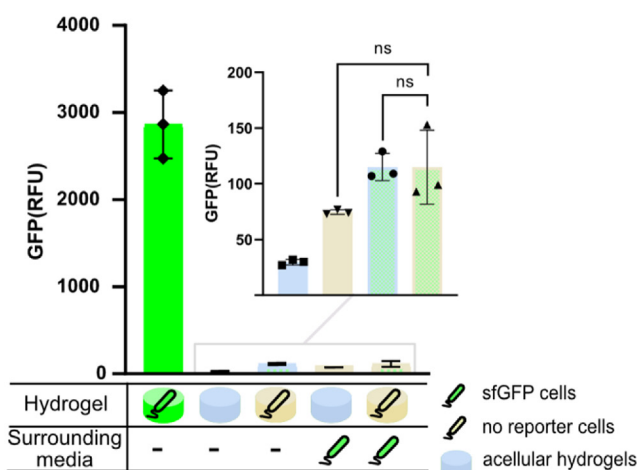 4000
3000
2000
1000
0
GFP(RFU)
200
150
100
50
GFP(RFU)
ns
ns
Hydrogel
Surrounding
media
- - -
sfGFP cells
no reporter cells
acellular hydrogels